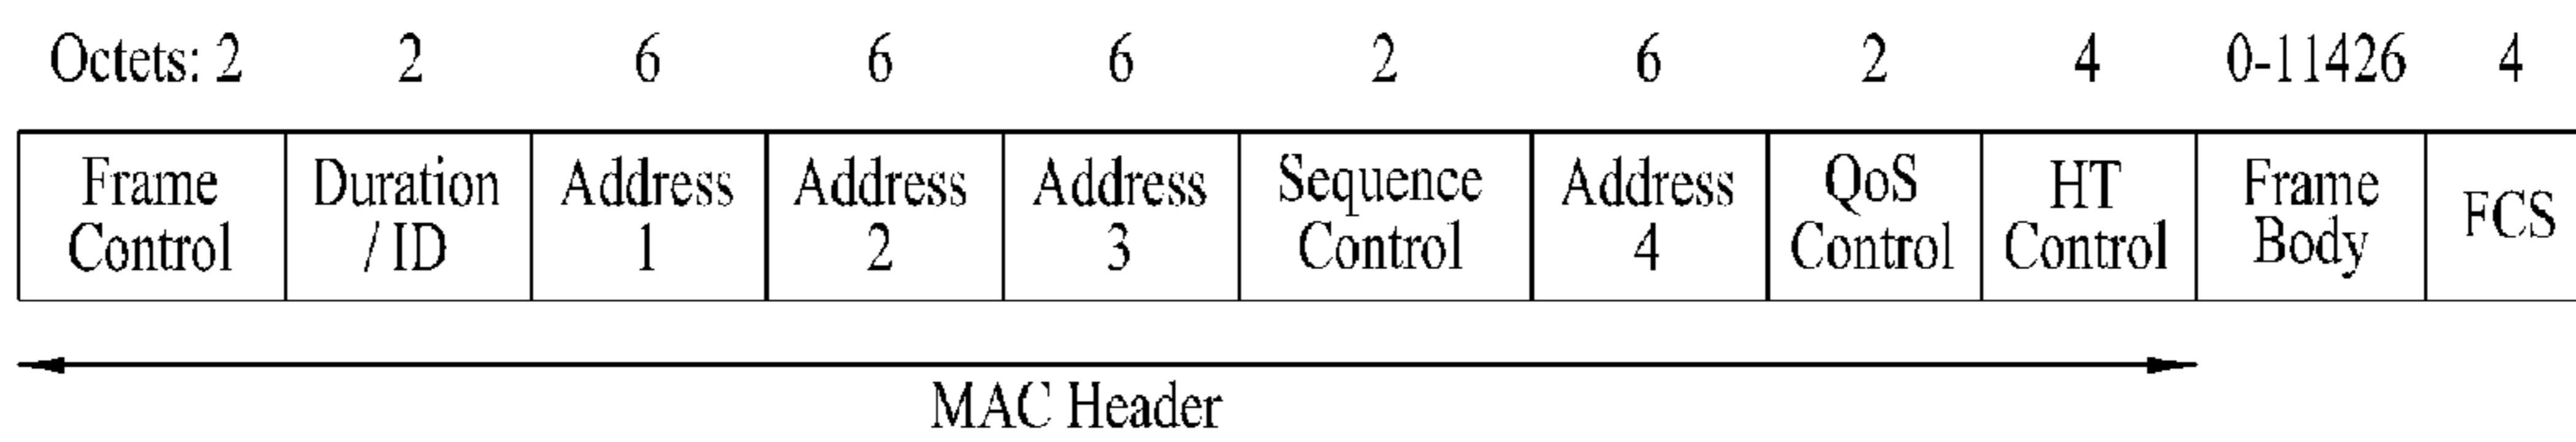 Octets: 2 2 6 6 6 2 6 2 4 0-11426 4
Frame Control
Duration / ID
Address 1
Address 2
Address 3
Sequence Control
Address 4
QoS Control
HT Control
Frame Body
FCS
MAC Header